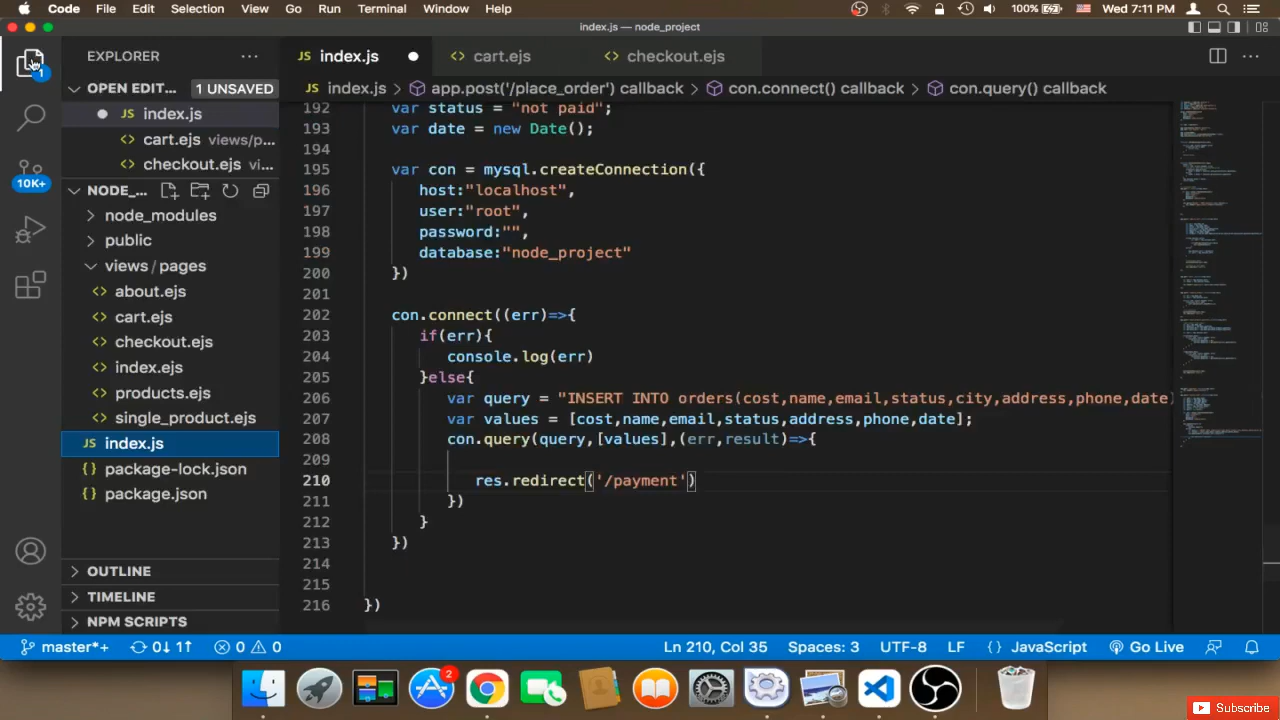 Code File Edit Selection View Go Run Terminal Window Help 100% Wed 7:11 PM
index.js — node_project
EXPLORER
JS index.js
<> cart.ejs
<> checkout.ejs
1
OPEN EDIT... 1 UNSAVED
JS index.js > app.post('/place_order') callback > con.connect() callback > con.query() callback
JS index.js
<> cart.ejs views/p...
<> checkout.ejs vi...
10K+
NODE_...
node_modules
public
views / pages
<> about.ejs
<> cart.ejs
<> checkout.ejs
<> index.ejs
<> products.ejs
<> single_product.ejs
JS index.js
{} package-lock.json
{} package.json
OUTLINE
TIMELINE
NPM SCRIPTS
192 var status = "not paid";
193 var date = new Date();
194
195 var con = mysql.createConnection({
196 host:"localhost",
197 user:"root",
198 password:"",
199 database:"node_project"
200 })
201
202 con.connect((err)=>{
203 if(err){
204 console.log(err)
205 }else{
206 var query = "INSERT INTO orders(cost,name,email,status,city,address,phone,date)
207 var values = [cost,name,email,status,address,phone,date];
208 con.query(query,[values],(err,result)=>{
209
210 res.redirect('/payment')
211 })
212 }
213 })
214
215
216 })
master*+ 0↓ 1↑ 0 0 Ln 210, Col 35 Spaces: 3 UTF-8 LF {} JavaScript Go Live
2
Subscribe